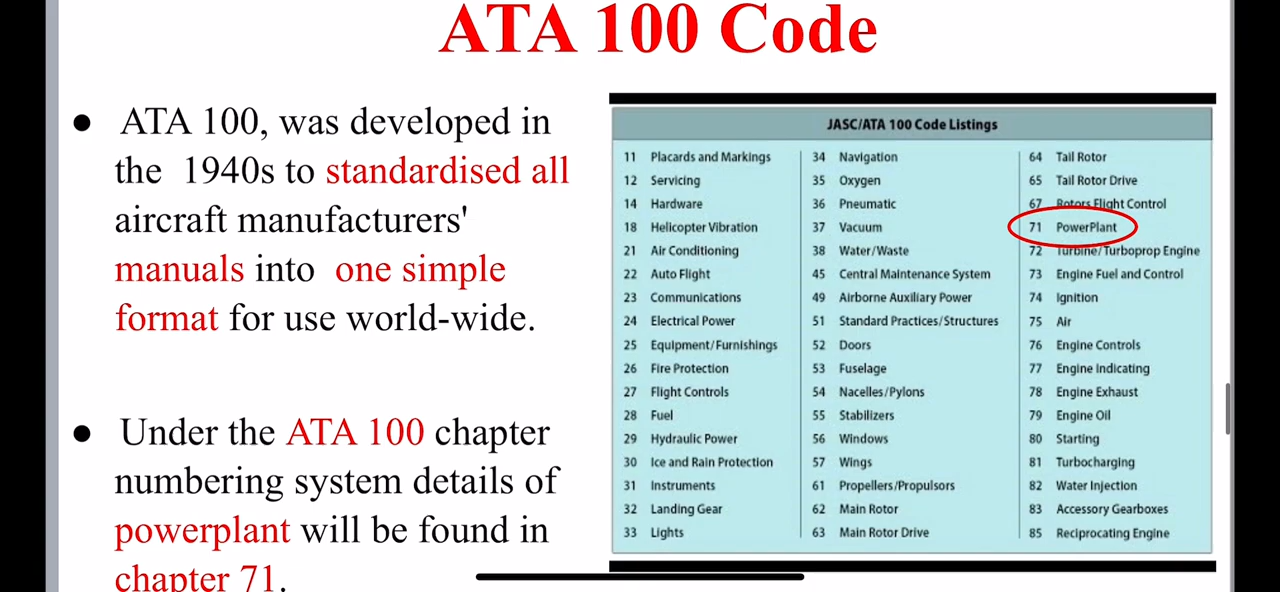 ATA 100 Code
● ATA 100, was developed in
the 1940s to standardised all
aircraft manufacturers'
manuals into one simple
format for use world-wide.
● Under the ATA 100 chapter
numbering system details of
powerplant will be found in
chapter 71.
JASC/ATA 100 Code Listings
11 Placards and Markings
12 Servicing
14 Hardware
18 Helicopter Vibration
21 Air Conditioning
22 Auto Flight
23 Communications
24 Electrical Power
25 Equipment/Furnishings
26 Fire Protection
27 Flight Controls
28 Fuel
29 Hydraulic Power
30 Ice and Rain Protection
31 Instruments
32 Landing Gear
33 Lights
34 Navigation
35 Oxygen
36 Pneumatic
37 Vacuum
38 Water/Waste
45 Central Maintenance System
49 Airborne Auxiliary Power
51 Standard Practices/Structures
52 Doors
53 Fuselage
54 Nacelles/Pylons
55 Stabilizers
56 Windows
57 Wings
61 Propellers/Propulsors
62 Main Rotor
63 Main Rotor Drive
64 Tail Rotor
65 Tail Rotor Drive
67 Rotors Flight Control
71 PowerPlant
72 Turbine/Turboprop Engine
73 Engine Fuel and Control
74 Ignition
75 Air
76 Engine Controls
77 Engine Indicating
78 Engine Exhaust
79 Engine Oil
80 Starting
81 Turbocharging
82 Water Injection
83 Accessory Gearboxes
85 Reciprocating Engine